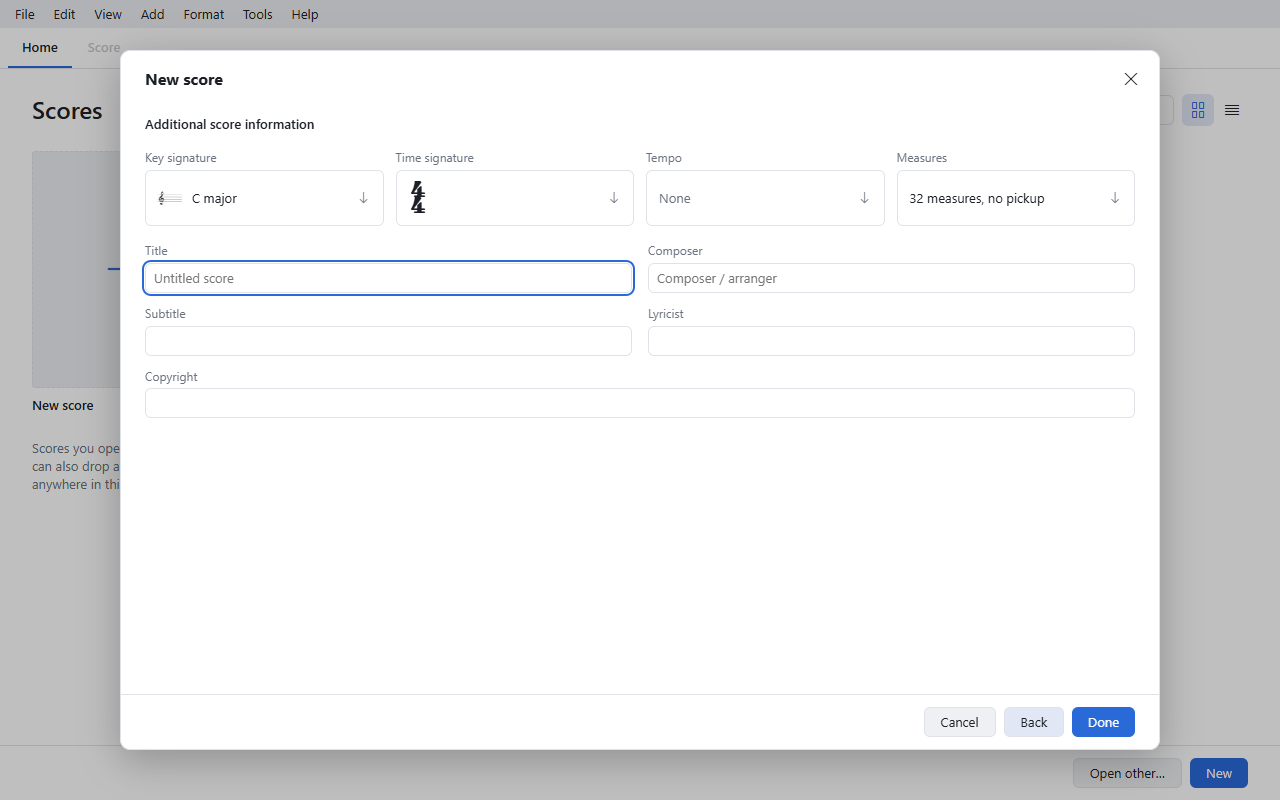 File Edit View Add Format Tools Help
Home Score
New score
Scores
Additional score information
Key signature Time signature Tempo Measures
C major 4/4 None 32 measures, no pickup
Title Composer
Untitled score Composer / arranger
Subtitle Lyricist
Copyright
New score
Scores you ope
can also drop a
anywhere in thi
Cancel Back Done
Open other... New